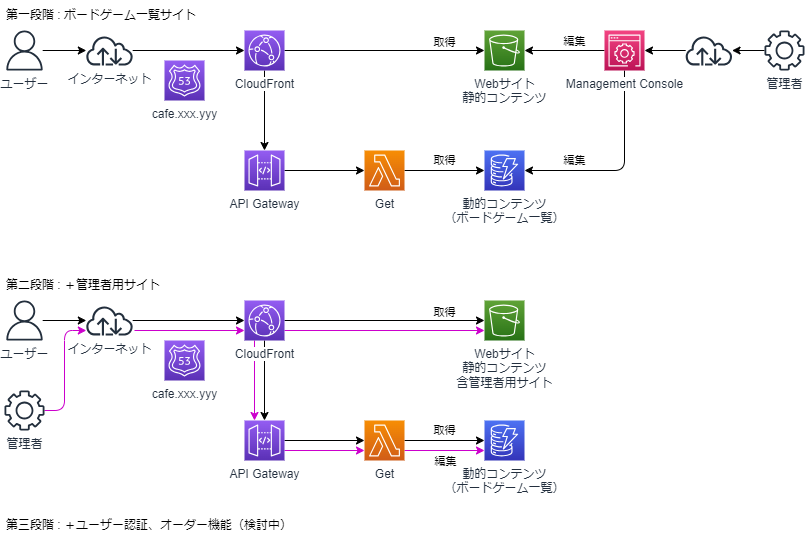 第一段階 : ボードゲーム一覧サイト
取得
編集
ユーザー
インターネット
53
cafe.xxx.yyy
CloudFront
Webサイト
静的コンテンツ
Management Console
管理者
取得
編集
API Gateway
Get
動的コンテンツ
（ボードゲーム一覧）
第二段階 : ＋管理者用サイト
取得
ユーザー
インターネット
53
cafe.xxx.yyy
CloudFront
Webサイト
静的コンテンツ
含管理者用サイト
管理者
取得
編集
API Gateway
Get
動的コンテンツ
（ボードゲーム一覧）
第三段階 : ＋ユーザー認証、オーダー機能（検討中）